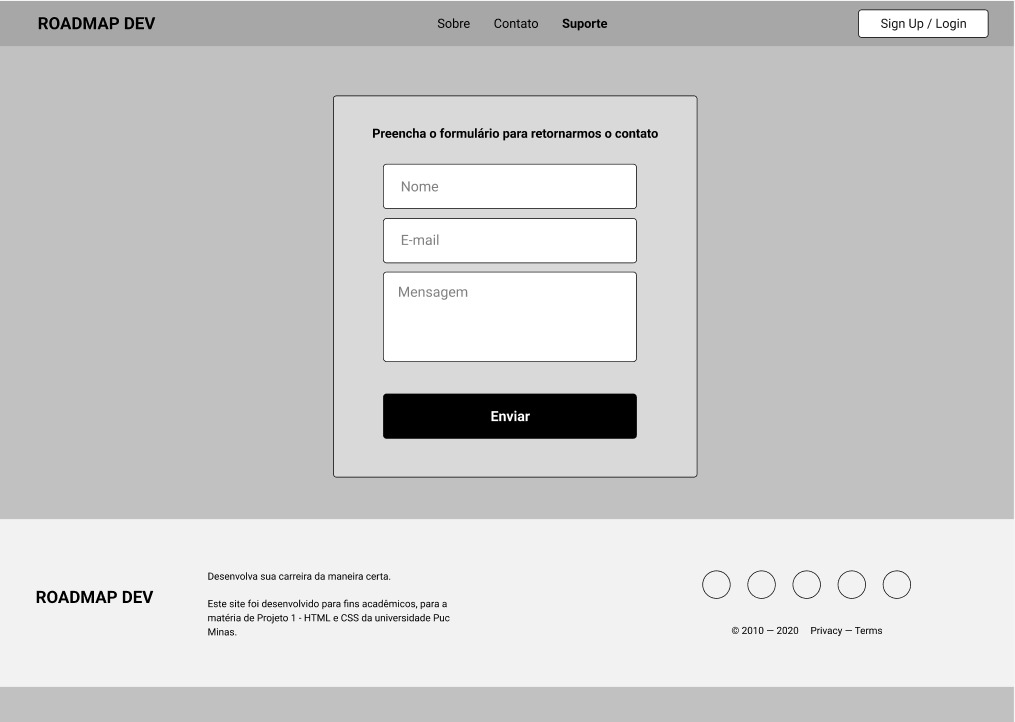 ROADMAP DEV
Sobre Contato Suporte
Sign Up / Login
Preencha o formulário para retornarmos o contato
Nome
E-mail
Mensagem
Enviar
ROADMAP DEV
Desenvolva sua carreira da maneira certa.
Este site foi desenvolvido para fins acadêmicos, para a
matéria de Projeto 1 - HTML e CSS da universidade Puc
Minas.
© 2010 — 2020 Privacy — Terms